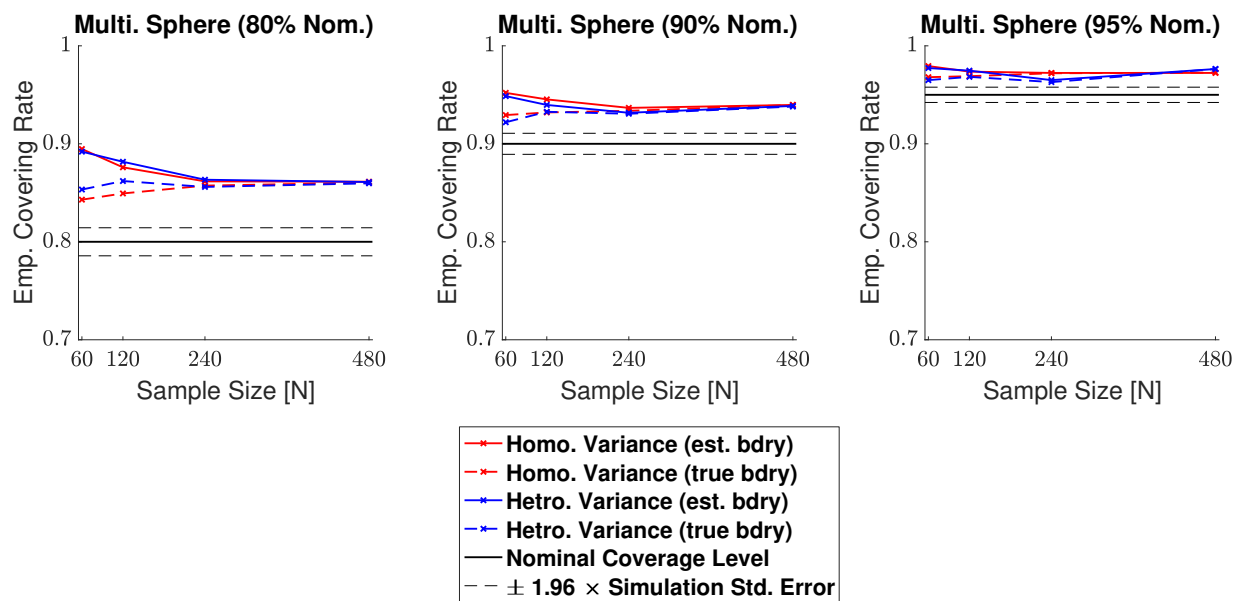 Multi. Sphere (80% Nom.)
1
0.9
0.8
0.7
Emp. Covering Rate
60 120 240 480
Sample Size [N]
Multi. Sphere (90% Nom.)
1
0.9
0.8
0.7
Emp. Covering Rate
60 120 240 480
Sample Size [N]
Multi. Sphere (95% Nom.)
1
0.9
0.8
0.7
Emp. Covering Rate
60 120 240 480
Sample Size [N]
Homo. Variance (est. bdry)
Homo. Variance (true bdry)
Hetro. Variance (est. bdry)
Hetro. Variance (true bdry)
Nominal Coverage Level
± 1.96 × Simulation Std. Error